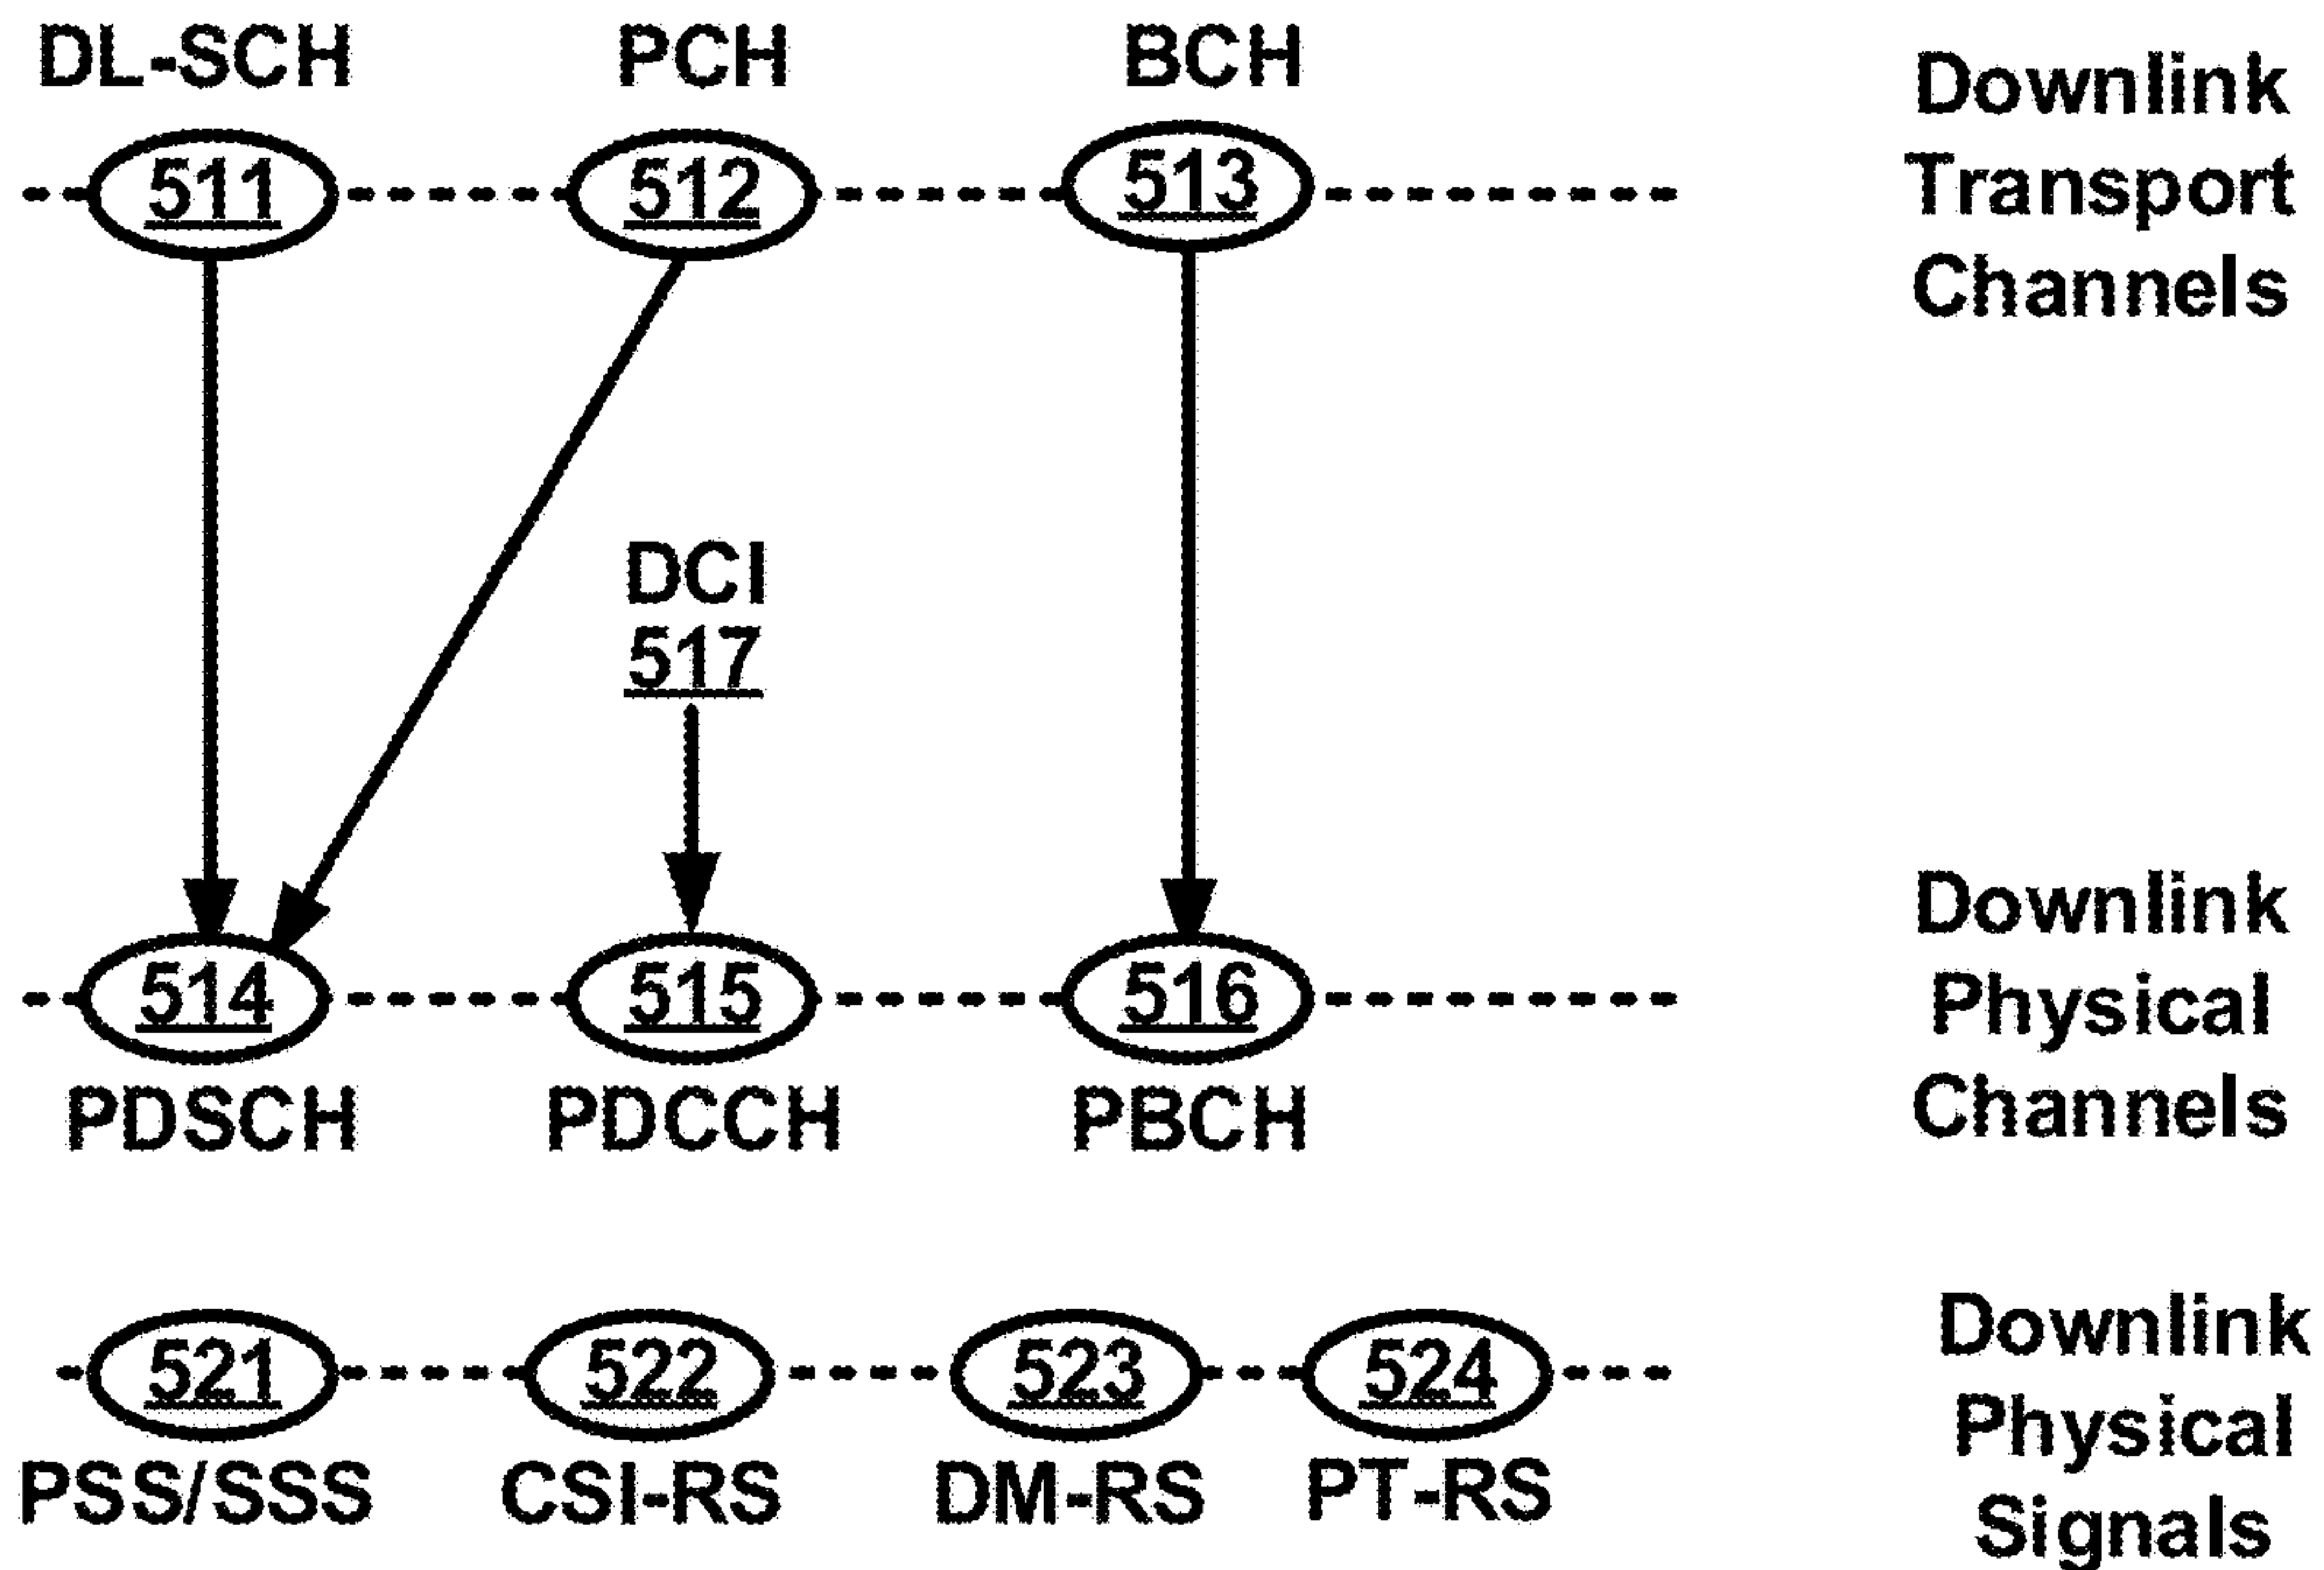 DL-SCH PCH BCH
511 512 513
Downlink
Transport
Channels
DCI
517
514 515 516
PDSCH PDCCH PBCH
Downlink
Physical
Channels
521 522 523 524
PSS/SSS CSI-RS DM-RS PT-RS
Downlink
Physical
Signals